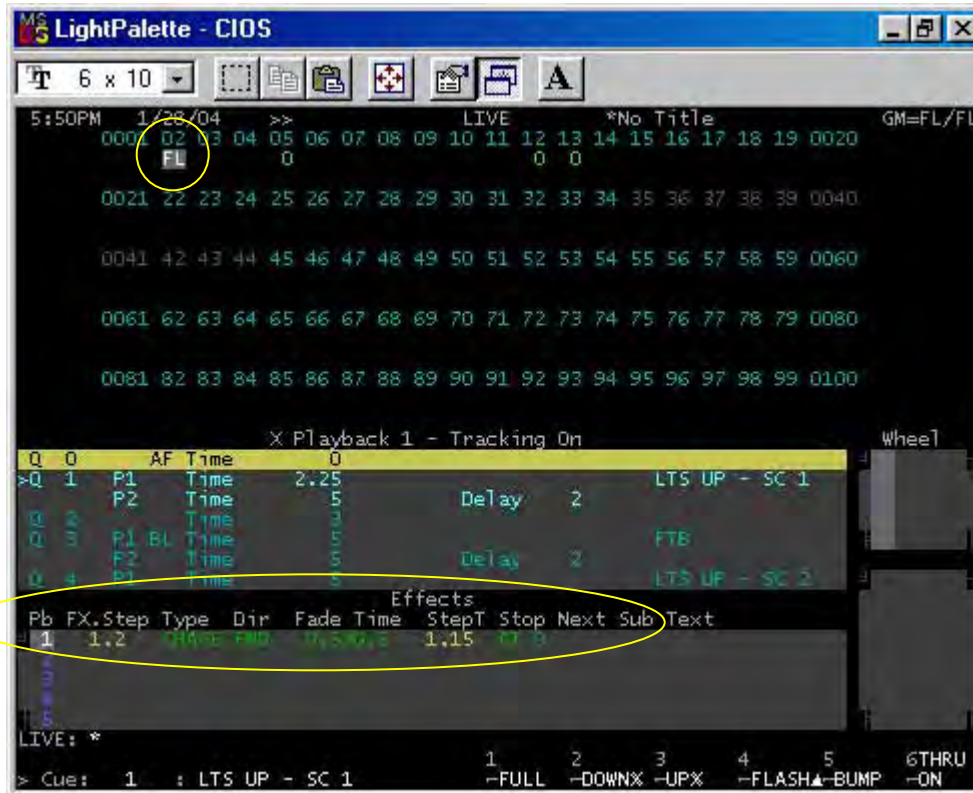 LightPalette - CIOS
6 x 10 A
5:50PM 1/28/04 >> LIVE *No Title GM=FL/FL
0001 02 03 04 05 06 07 08 09 10 11 12 13 14 15 16 17 18 19 0020
FL 0 0 0
0021 22 23 24 25 26 27 28 29 30 31 32 33 34 35 36 37 38 39 0040
0041 42 43 44 45 46 47 48 49 50 51 52 53 54 55 56 57 58 59 0060
0061 62 63 64 65 66 67 68 69 70 71 72 73 74 75 76 77 78 79 0080
0081 82 83 84 85 86 87 88 89 90 91 92 93 94 95 96 97 98 99 0100
X Playback 1 - Tracking On Wheel
Q 0 AF Time 0
>Q 1 P1 Time 2.25 LTS UP - SC 1
P2 Time 5 Delay 2
Q 2 Time 3
Q 3 P1 BL Time 5 FTB
P2 Time 5 Delay 2
Q 4 P1 Time 5 LTS UP - SC 2
Effects
Pb FX.Step Type Dir Fade Time StepT Stop Next Sub Text
1 1.2 CHASE FWD 1.15
2
3
4
5
LIVE: *
1 2 3 4 5 6THRU
> Cue: 1 : LTS UP - SC 1 FULL DOWN% UP% FLASH▲ BUMP ON